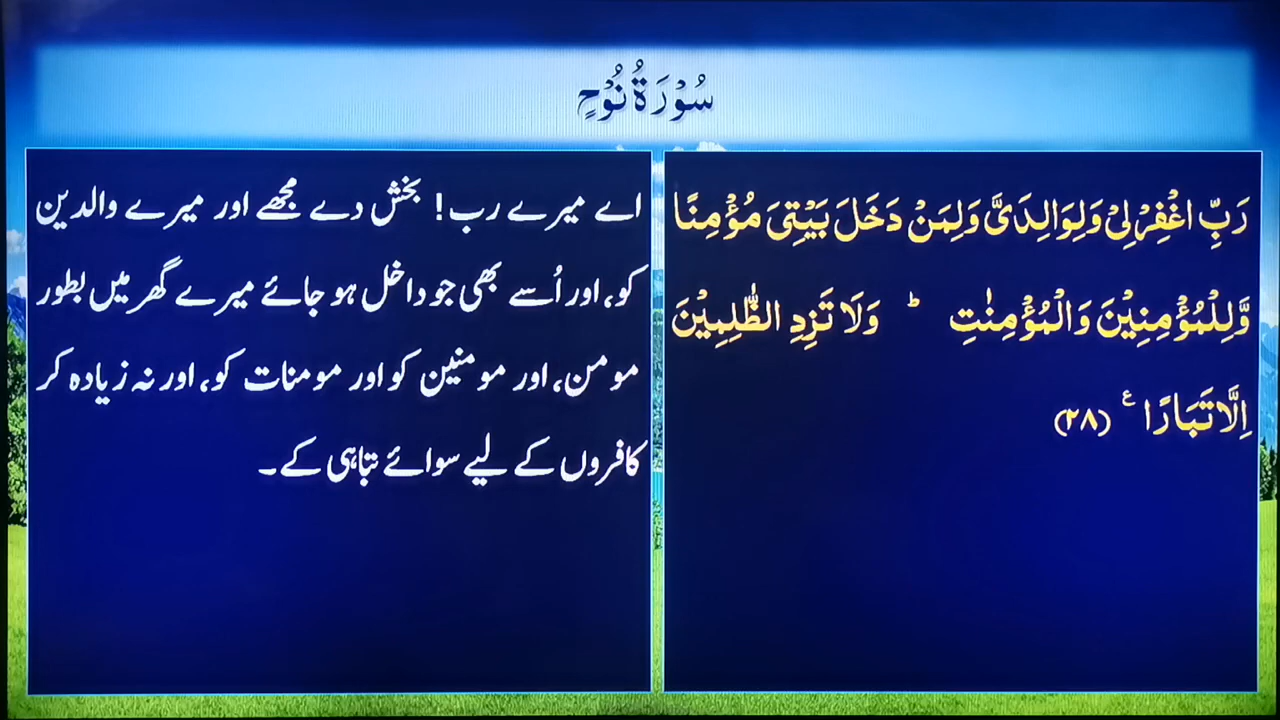 سُوْرَةُ نُوْحٍ
رَبِّ اغْفِرْلِیْ وَلِوَالِدَیَّ وَلِمَنْ دَخَلَ بَیْتِیَ مُؤْمِنًا
وَّلِلْمُؤْمِنِیْنَ وَالْمُؤْمِنٰتِ ؕ وَلَا تَزِدِ الظّٰلِمِیْنَ
اِلَّا تَبَارًا ۧ (۲۸)
اے میرے رب! بخش دے مجھے اور میرے والدین
کو، اور اُسے بھی جو داخل ہو جائے میرے گھر میں بطور
مومن، اور مومنین کو اور مومنات کو، اور نہ زیادہ کر
کافروں کے لیے سوائے تباہی کے۔